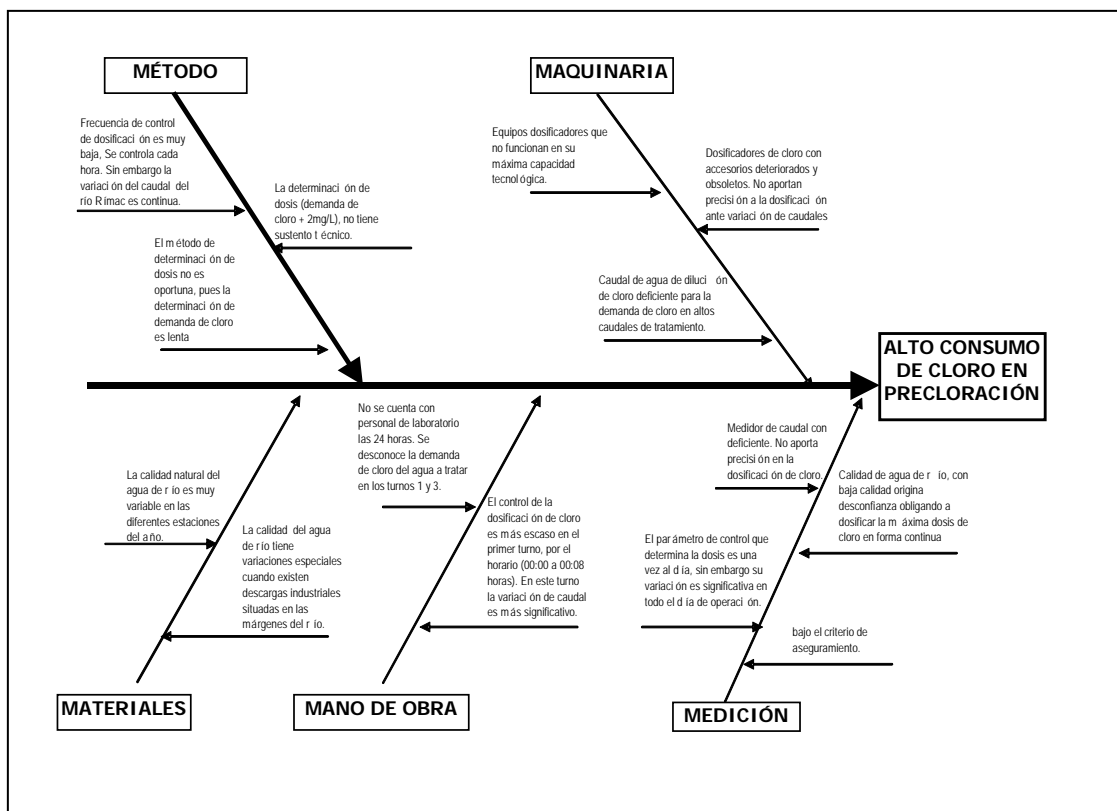 MÉTODO
Frecuencia de control
de dosificaci ón es muy
baja, Se controla cada
hora. Sin embargo la
variaci ón del caudal del
río Rímac es continua.
La determinaci ón de
dosis (demanda de
cloro + 2mg/L), no tiene
sustento t écnico.
El m étodo de
determinaci ón de
dosis no es
oportuna, pues la
determinaci ón de
demanda de cloro
es lenta
MAQUINARIA
Equipos dosificadores que
no funcionan en su
máxima capacidad
tecnol ógica.
Dosificadores de cloro con
accesorios deteriorados y
obsoletos. No aportan
precisi ón a la dosificaci ón
ante variaci ón de caudales
Caudal de agua de diluci ón
de cloro deficiente para la
demanda de cloro en altos
caudales de tratamiento.
ALTO CONSUMO
DE CLORO EN
PRECLORACIÓN
La calidad natural del
agua de r ío es muy
variable en las
diferentes estaciones
del a ño.
La calidad del agua
de r ío tiene
variaciones especiales
cuando existen
descargas industriales
situadas en las
márgenes del r ío.
MATERIALES
No se cuenta con
personal de laboratorio
las 24 horas. Se
desconoce la demanda
de cloro del agua a tratar
en los turnos 1 y 3.
El control de la
dosificaci ón de cloro
es m ás escaso en el
primer turno, por el
horario (00:00 a 00:08
horas). En este turno
la variaci ón de caudal
es m ás significativo.
MANO DE OBRA
Medidor de caudal con
deficiente. No aporta
precisi ón en la
dosificaci ón de cloro.
Calidad de agua de r ío, con
baja calidad origina
desconfianza obligando a
dosificar la m áxima dosis de
cloro en forma continua
El par ámetro de control que
determina la dosis es una
vez al d ía, sin embargo su
variaci ón es significativa en
todo el d ía de operaci ón.
bajo el criterio de
aseguramiento.
MEDICIÓN